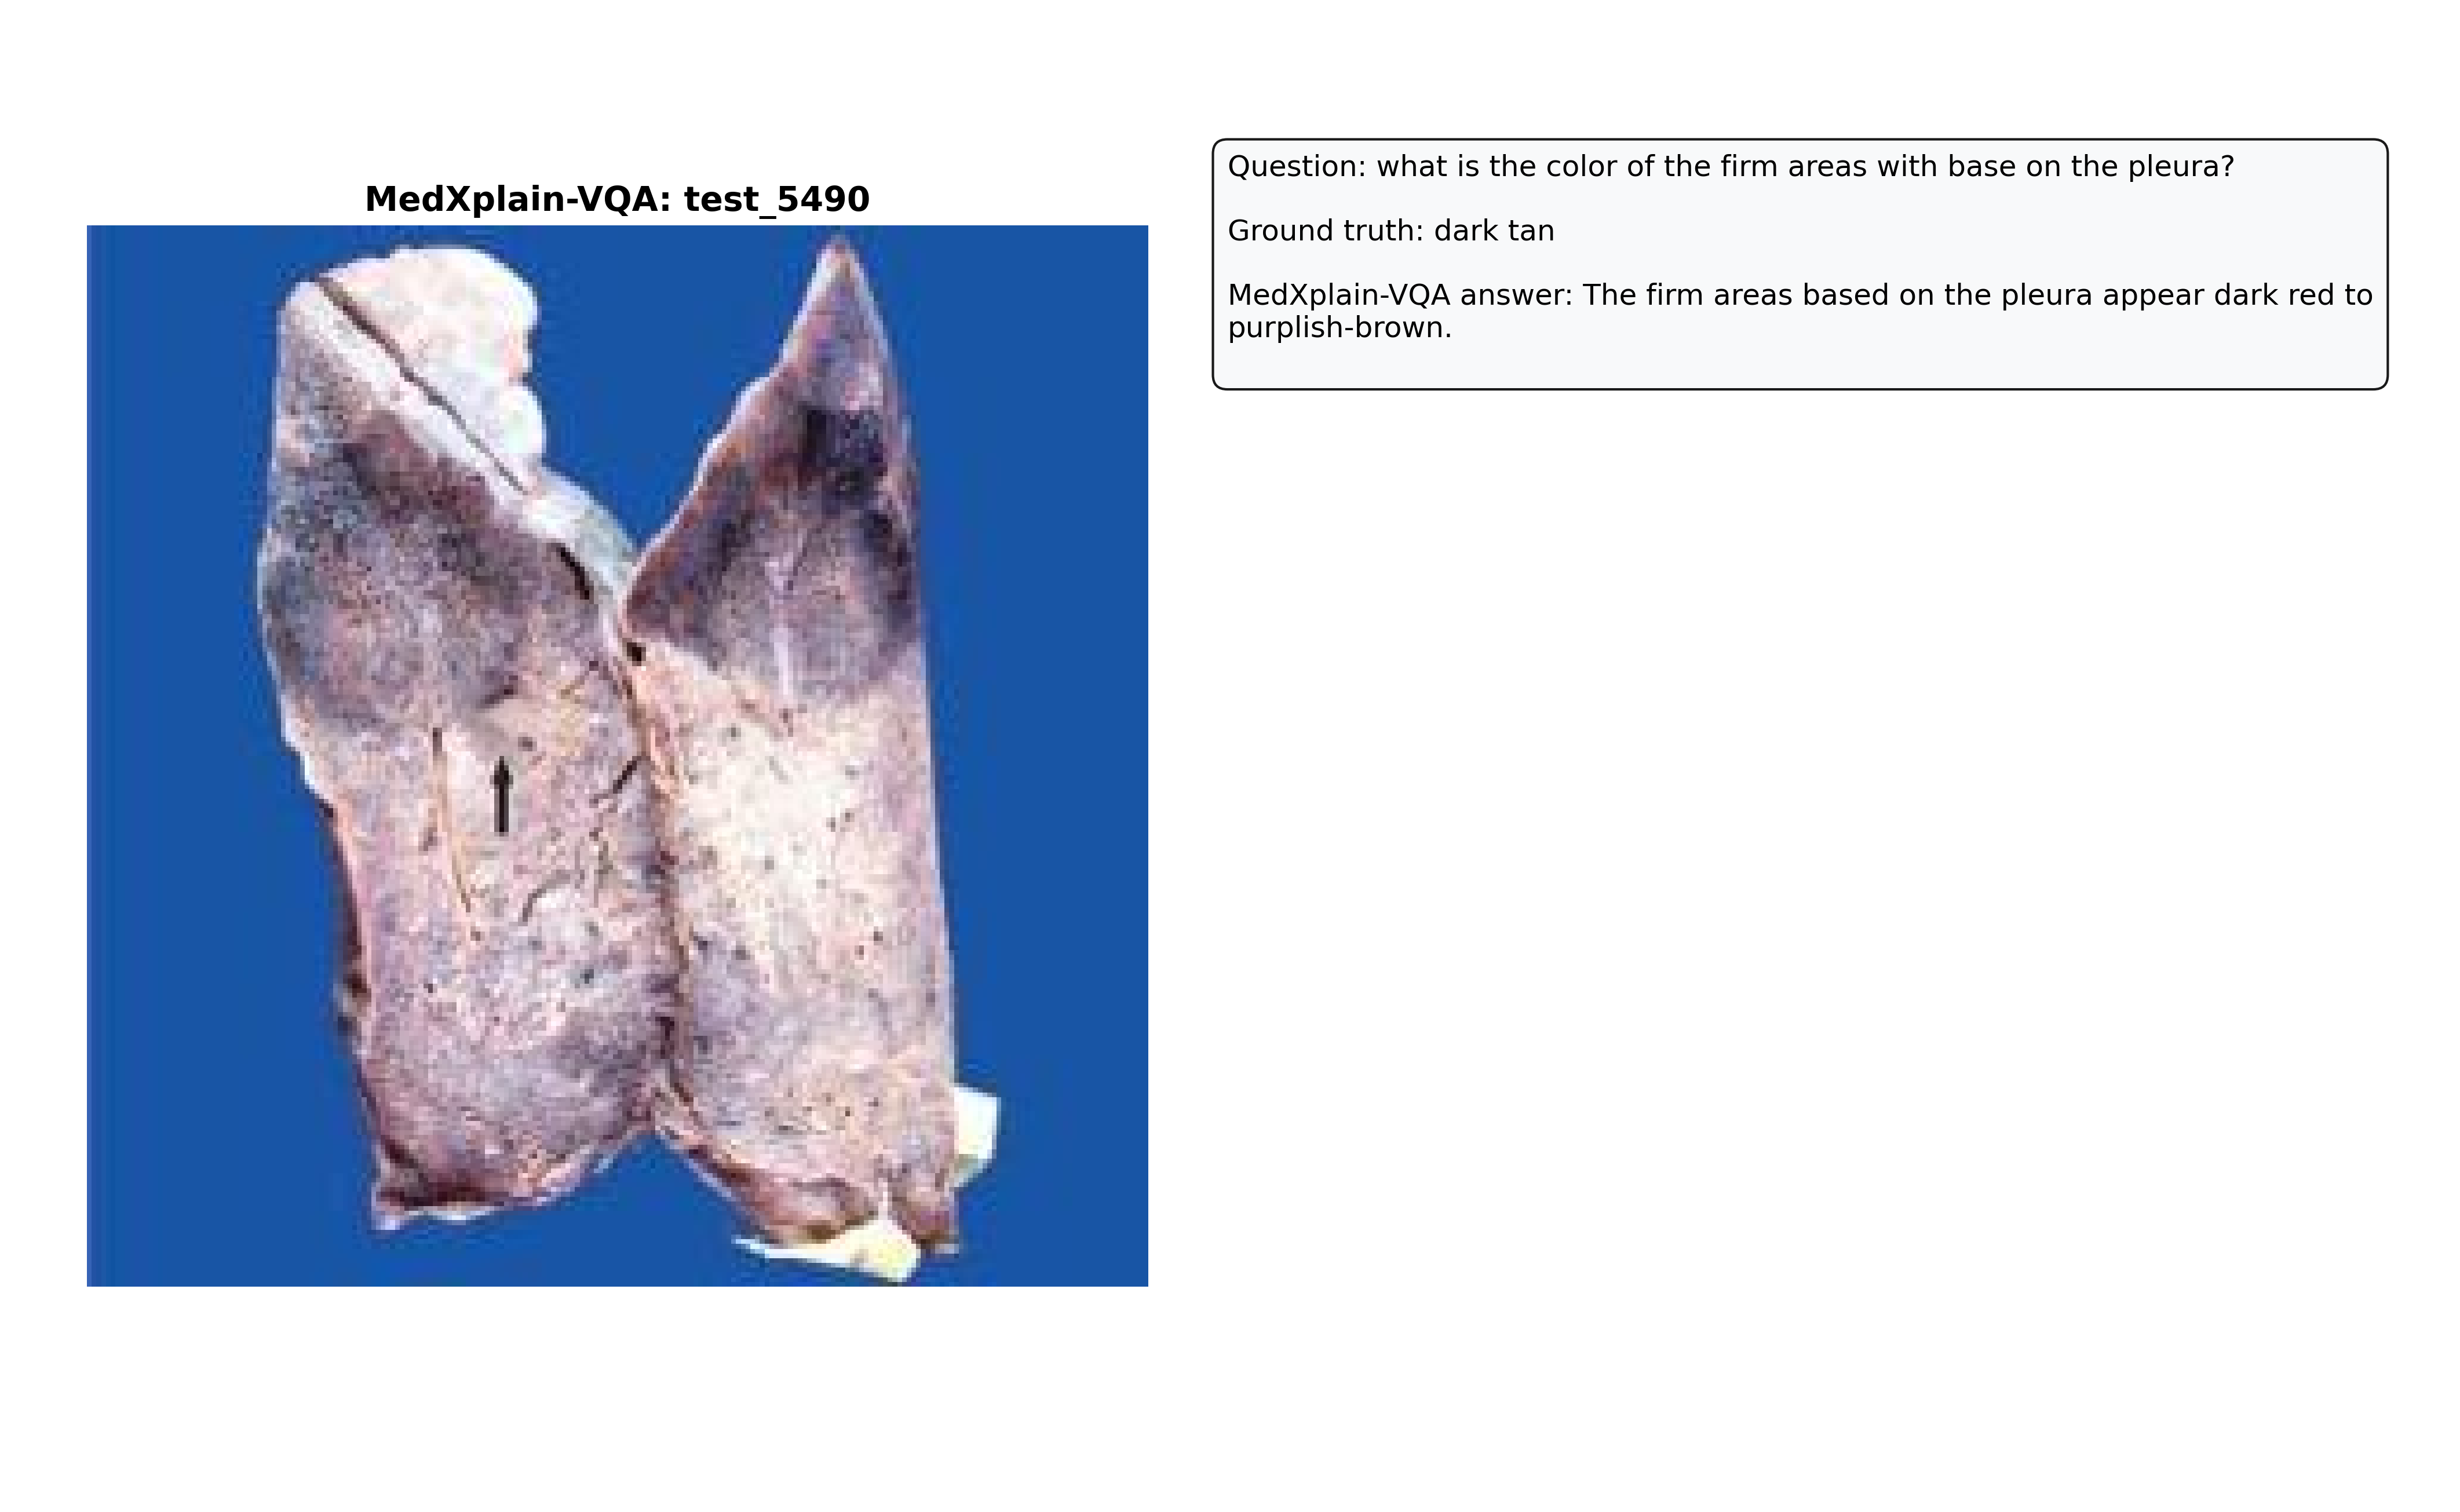 MedXplain-VQA: test_5490
Question: what is the color of the firm areas with base on the pleura?
Ground truth: dark tan
MedXplain-VQA answer: The firm areas based on the pleura appear dark red to
purplish-brown.